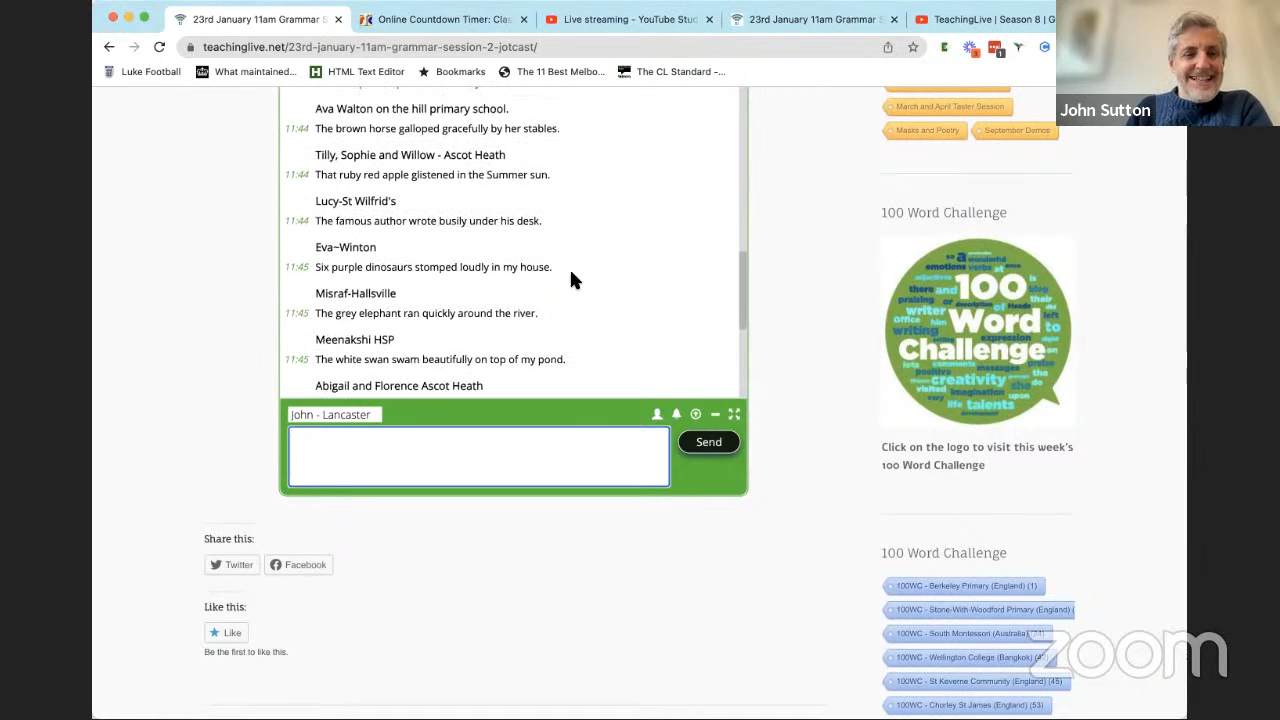 23rd January 11am Grammar S
Online Countdown Timer: Clas
Live streaming - YouTube Stud
23rd January 11am Grammar S
TeachingLive | Season 8 | G
teachinglive.net/23rd-january-11am-grammar-session-2-jotcast/
3
1
Luke Football
What maintained...
HTML Text Editor
Bookmarks
The 11 Best Melbo...
The CL Standard -...
John Sutton
Ava Walton on the hill primary school.
11:44 The brown horse galloped gracefully by her stables.
Tilly, Sophie and Willow - Ascot Heath
11:44 That ruby red apple glistened in the Summer sun.
Lucy-St Wilfrid's
11:44 The famous author wrote busily under his desk.
Eva~Winton
11:45 Six purple dinosaurs stomped loudly in my house.
Misraf-Hallsville
11:45 The grey elephant ran quickly around the river.
Meenakshi HSP
11:45 The white swan swam beautifully on top of my pond.
Abigail and Florence Ascot Heath
John - Lancaster
Send
Share this:
Twitter
Facebook
Like this:
Like
Be the first to like this.
March and April Taster Session
Masks and Poetry
September Demos
100 Word Challenge
100
Word
Challenge
writing
creativity
talents
Click on the logo to visit this week's
100 Word Challenge
100 Word Challenge
100WC - Berkeley Primary (England) (1)
100WC - Stone-With-Woodford Primary (England) (
100WC - South Montessori (Australia)
100WC - Wellington College (Bangkok)
100WC - St Keverne Community (England) (45)
100WC - Chorley St James (England) (53)
zoom